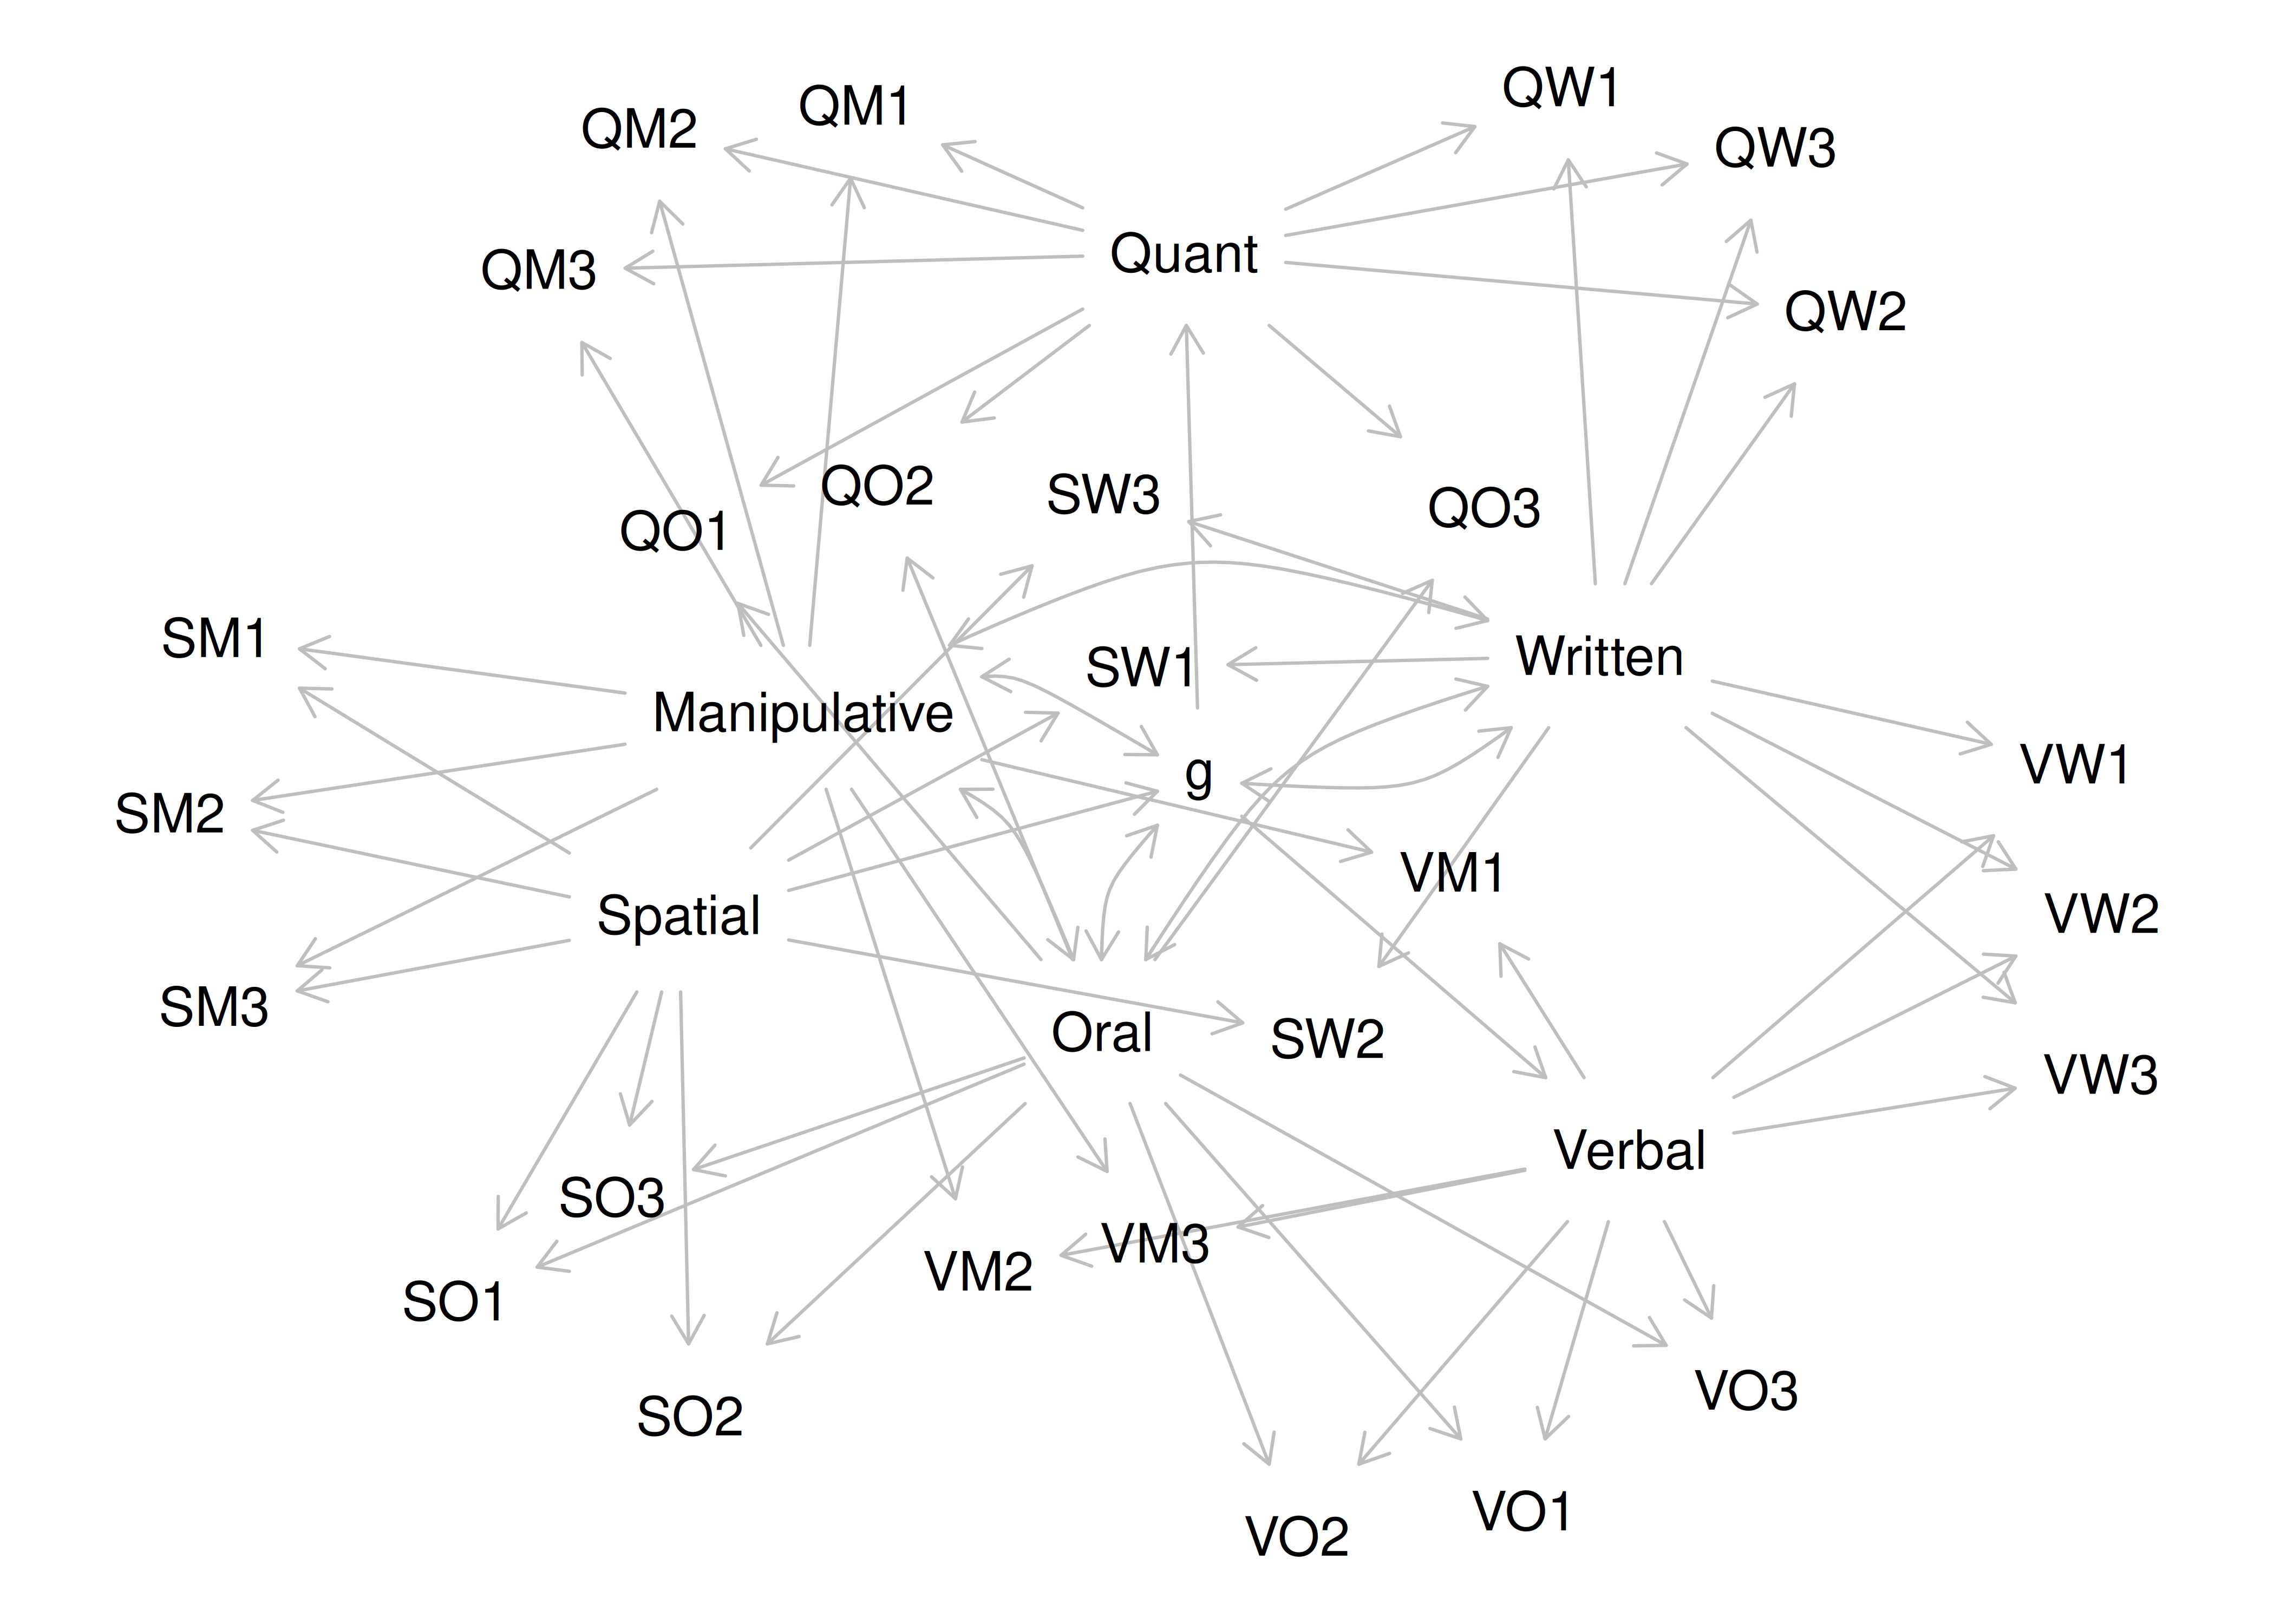 QW1
QM1
QM2
QW3
Quant
QM3
QW2
QO2
SW3
QO3
QO1
SM1
Written
SW1
Manipulative
VW1
g
SM2
VM1
VW2
Spatial
SM3
Oral
SW2
VW3
Verbal
SO3
VM3
VM2
SO1
VO3
SO2
VO1
VO2